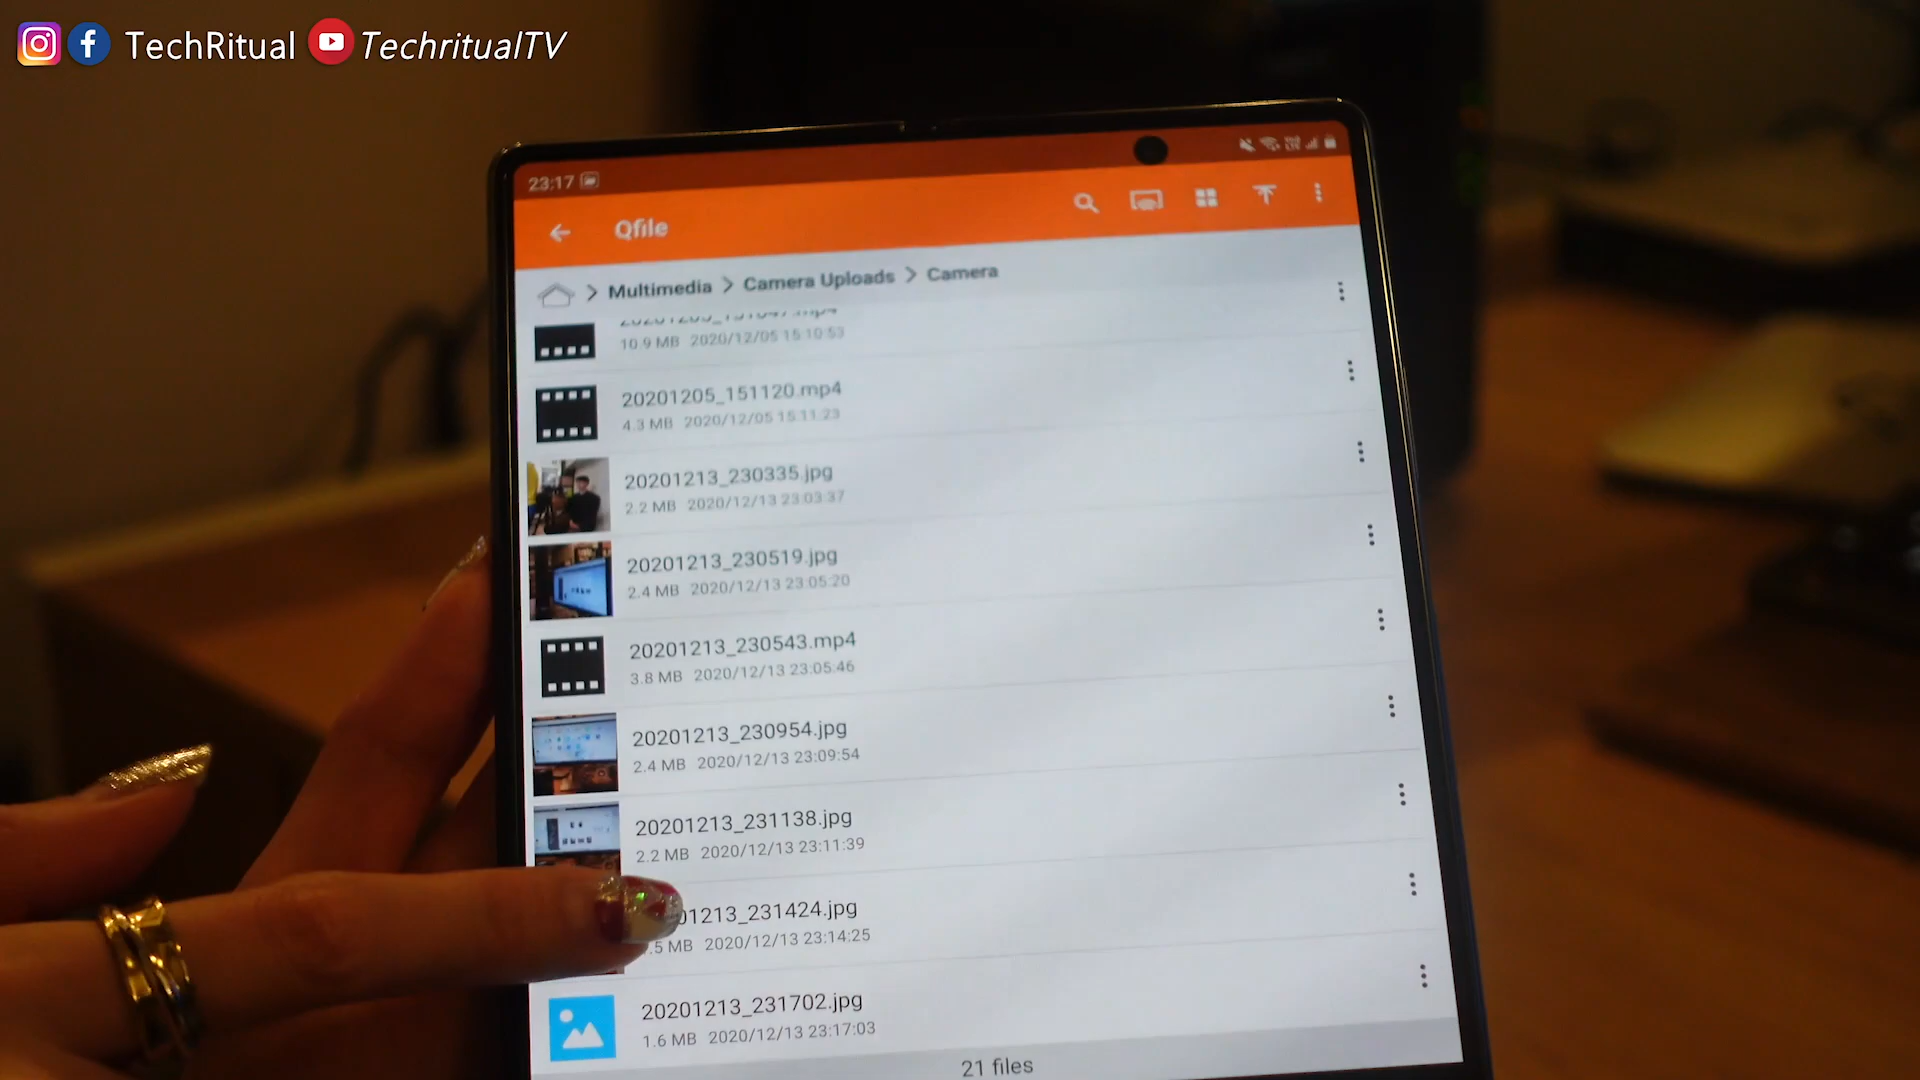 TechRitual TechritualTV
23:17
Qfile
Multimedia > Camera Uploads > Camera
10.9 MB 2020/12/05 15:10:53
20201205_151120.mp4
4.3 MB 2020/12/05 15:11:23
20201213_230335.jpg
2.2 MB 2020/12/13 23:03:37
20201213_230519.jpg
2.4 MB 2020/12/13 23:05:20
20201213_230543.mp4
3.8 MB 2020/12/13 23:05:46
20201213_230954.jpg
2.4 MB 2020/12/13 23:09:54
20201213_231138.jpg
2.2 MB 2020/12/13 23:11:39
01213_231424.jpg
.5 MB 2020/12/13 23:14:25
20201213_231702.jpg
1.6 MB 2020/12/13 23:17:03
21 files